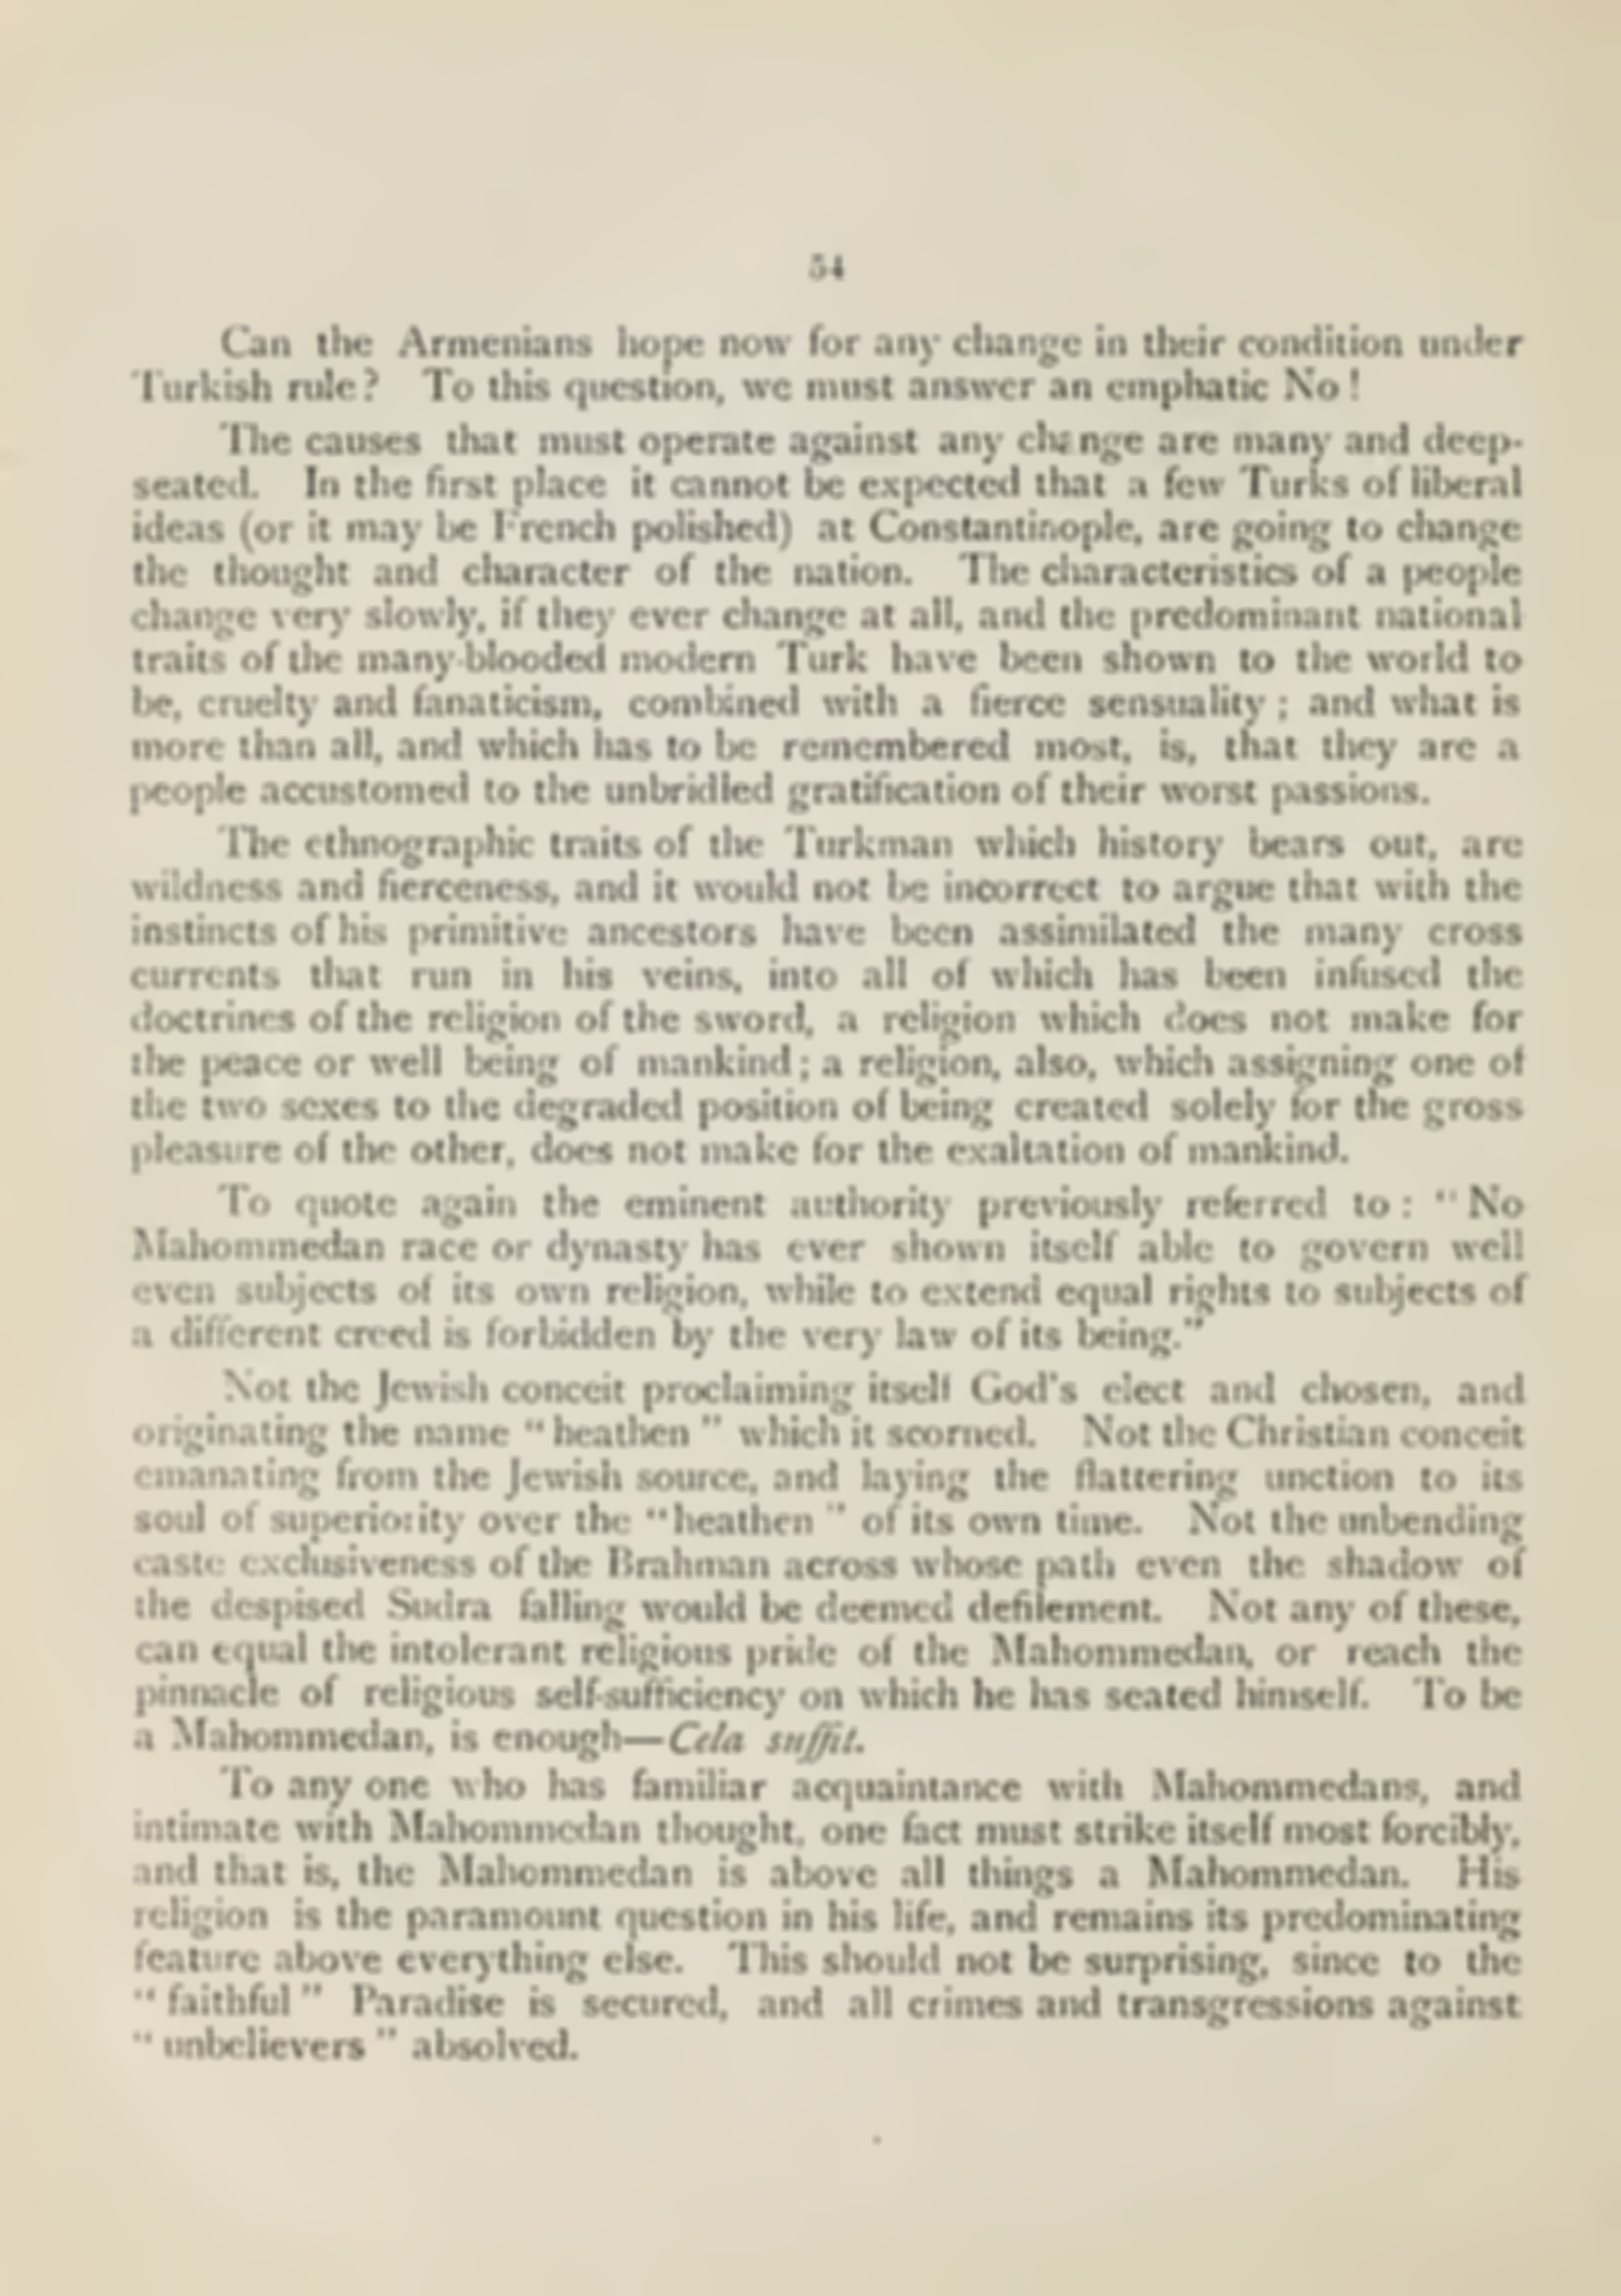 54
Can the Armenians hope now for any change in their condition under
Turkish rule? To this question, we must answer an emphatic No!
The causes that must operate against any change are many and deep-
seated. In the first place it cannot be expected that a few Turks of liberal
ideas (or it may be French polished) at Constantinople, are going to change
the thought and character of the nation. The characteristics of a people
change very slowly, if they ever change at all, and the predominant national
traits of the many-blooded modern Turk have been shown to the world to
be, cruelty and fanaticism, combined with a fierce sensuality; and what is
more than all, and which has to be remembered most, is, that they are a
people accustomed to the unbridled gratification of their worst passions.
The ethnographic traits of the Turkman which history bears out, are
wildness and fierceness, and it would not be incorrect to argue that with the
instincts of his primitive ancestors have been assimilated the many cross
currents that run in his veins, into all of which has been infused the
doctrines of the religion of the sword, a religion which does not make for
the peace or well being of mankind; a religion, also, which assigning one of
the two sexes to the degraded position of being created solely for the gross
pleasure of the other, does not make for the exaltation of mankind.
To quote again the eminent authority previously referred to: "No
Mahommedan race or dynasty has ever shown itself able to govern well
even subjects of its own religion, while to extend equal rights to subjects of
a different creed is forbidden by the very law of its being."
Not the Jewish conceit proclaiming itself God's elect and chosen, and
originating the name "heathen" which it scorned. Not the Christian conceit
emanating from the Jewish source, and laying the flattering unction to its
soul of superiority over the "heathen" of its own time. Not the unbending
caste exclusiveness of the Brahman across whose path even the shadow of
the despised Sudra falling would be deemed defilement. Not any of these,
can equal the intolerant religious pride of the Mahommedan, or reach the
pinnacle of religious self-sufficiency on which he has seated himself. To be
a Mahommedan, is enough—Cela suffit.
To any one who has familiar acquaintance with Mahommedans, and
intimate with Mahommedan thought, one fact must strike itself most forcibly,
and that is, the Mahommedan is above all things a Mahommedan. His
religion is the paramount question in his life, and remains its predominating
feature above everything else. This should not be surprising, since to the
"faithful" Paradise is secured, and all crimes and transgressions against
"unbelievers" absolved.